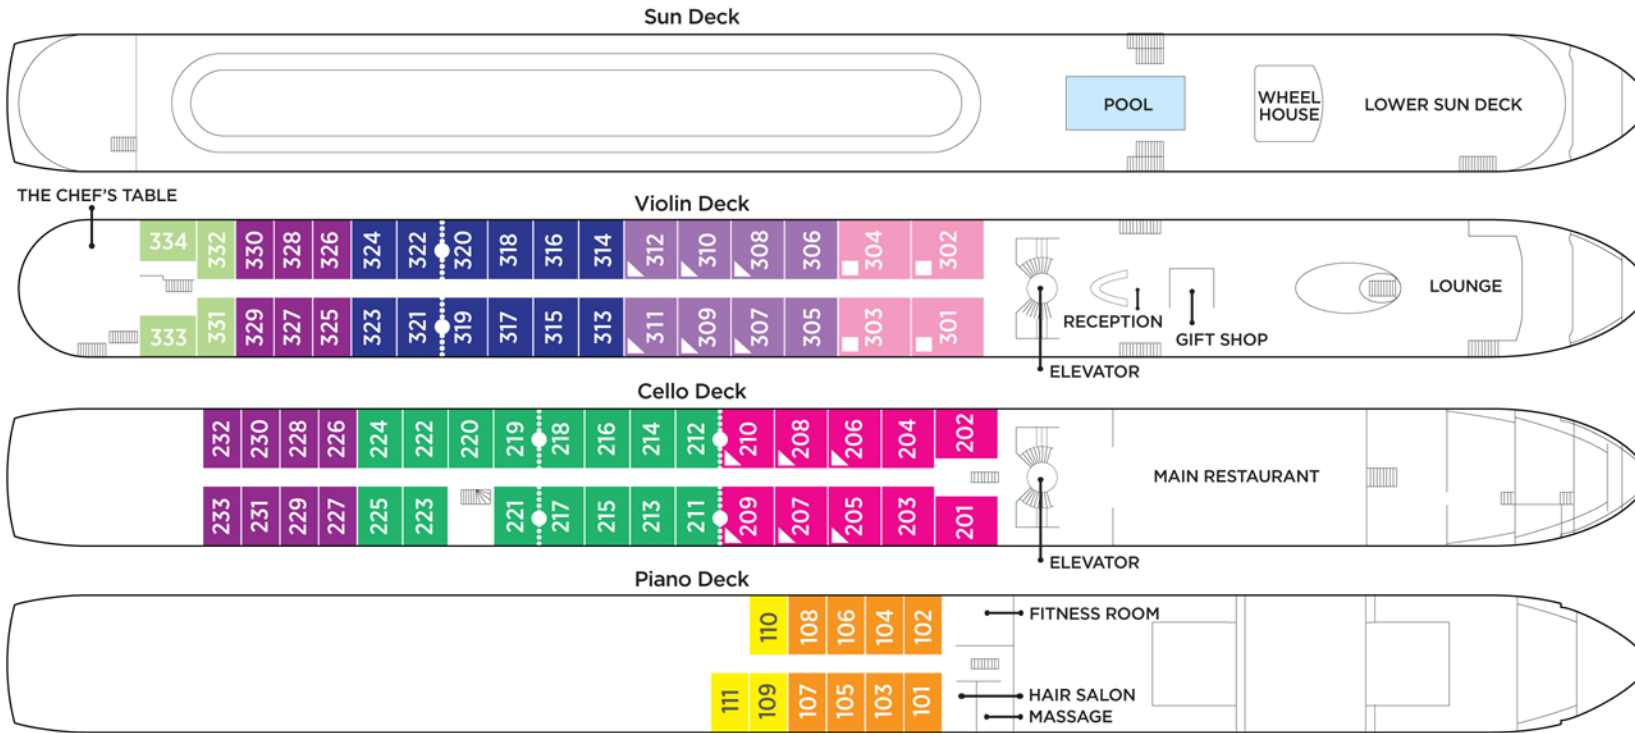 Sun Deck
POOL
WHEEL
HOUSE
LOWER SUN DECK
THE CHEF'S TABLE
Violin Deck
334 332 330 328 326 324 322 320 318 316 314 312 310 308 306 304 302
333 331 329 327 325 323 321 319 317 315 313 311 309 307 305 303 301
RECEPTION
GIFT SHOP
LOUNGE
ELEVATOR
Cello Deck
232 230 228 226 224 222 220 219 218 216 214 212 210 208 206 204 202
233 231 229 227 225 223 221 217 215 213 211 209 207 205 203 201
MAIN RESTAURANT
ELEVATOR
Piano Deck
110 108 106 104 102
111 109 107 105 103 101
FITNESS ROOM
HAIR SALON
MASSAGE